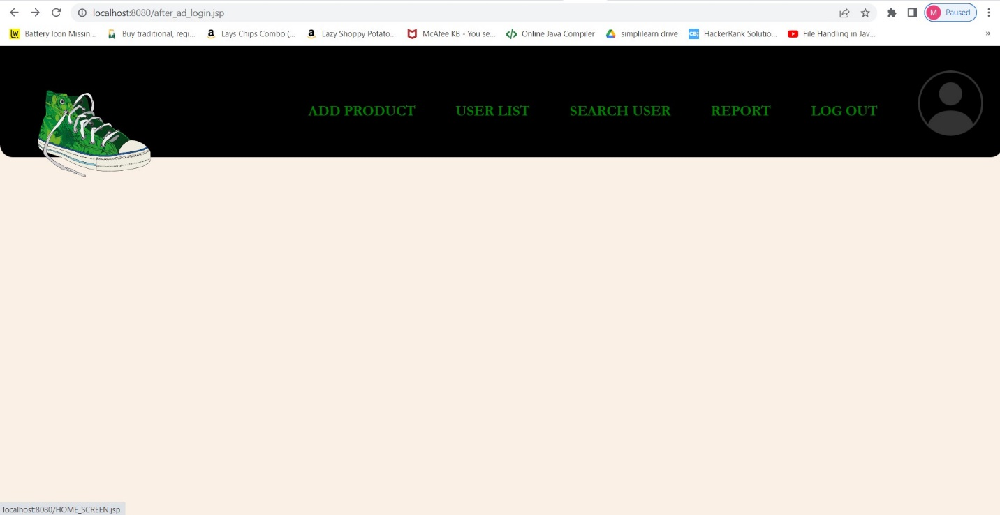 localhost:8080/after_ad_login.jsp
M Paused
LW Battery Icon Missin... Buy traditional, regi... a Lays Chips Combo (... a Lazy Shoppy Potato... McAfee KB - You se... </> Online Java Compiler simplilearn drive CB; HackerRank Solutio... File Handling in Jav... »
ADD PRODUCT USER LIST SEARCH USER REPORT LOG OUT
localhost:8080/HOME_SCREEN.jsp